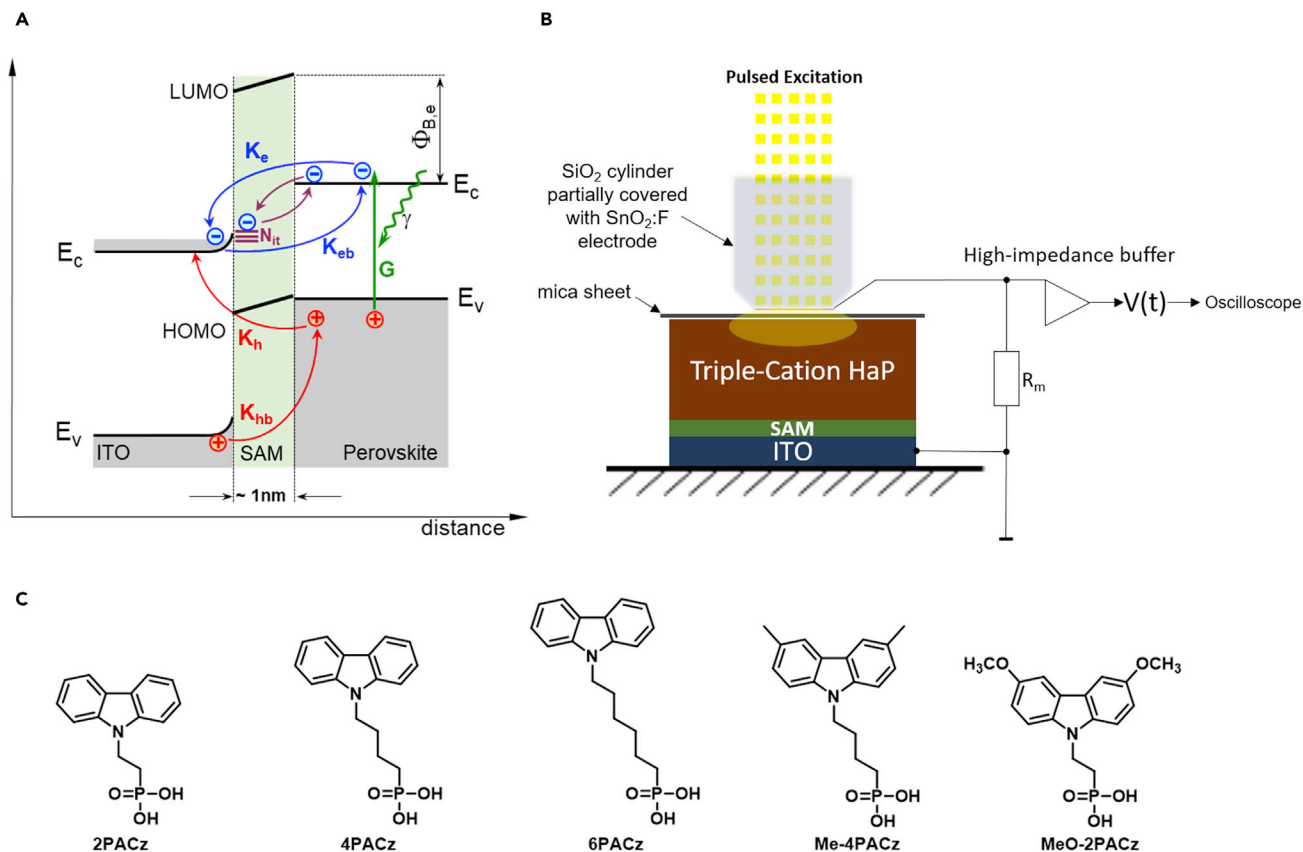 A
LUMO
Φ_B,e
K_e
E_C
N_it
γ
K_eb
E_C
G
E_V
HOMO
K_h
K_hb
E_V
ITO
SAM
Perovskite
~ 1nm
distance
B
Pulsed Excitation
SiO₂ cylinder
partially covered
with SnO₂:F
electrode
High-impedance buffer
mica sheet
V(t)
Oscilloscope
Triple-Cation HaP
R_m
SAM
ITO
C
N
O=P-OH
OH
2PACz
N
O=P-OH
OH
4PACz
N
O=P-OH
OH
6PACz
N
O=P-OH
OH
Me-4PACz
H₃CO
OCH₃
N
O=P-OH
OH
MeO-2PACz